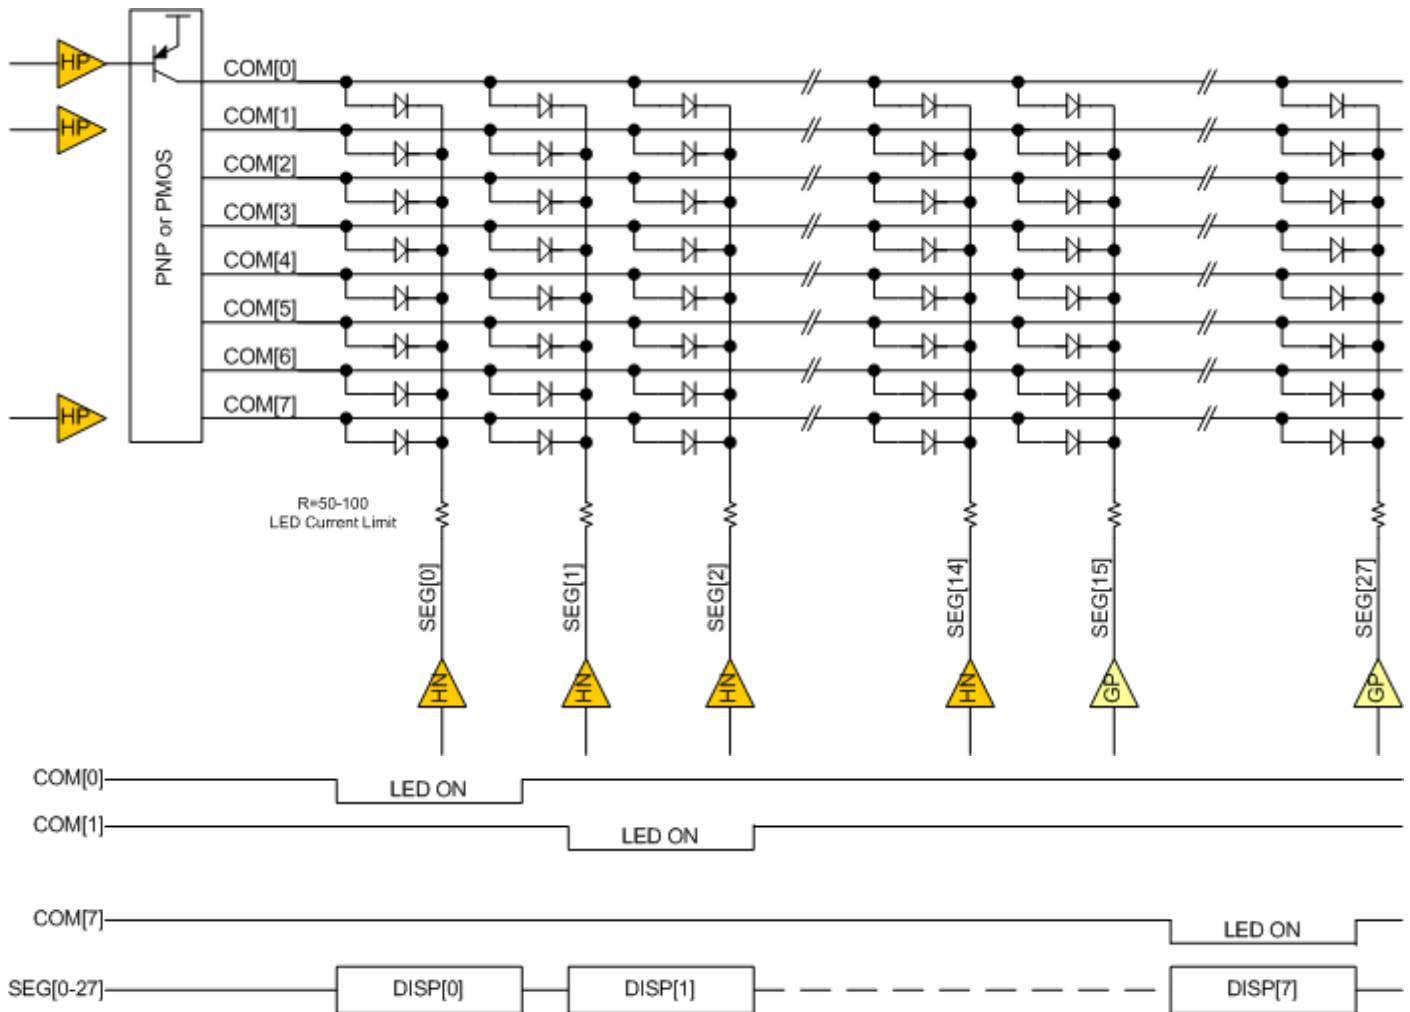 HP
COM[0]
HP
COM[1]
COM[2]
PNP or PMOS
COM[3]
COM[4]
COM[5]
COM[6]
HP
COM[7]
R=50-100
LED Current Limit
SEG[0]
SEG[1]
SEG[2]
SEG[14]
SEG[15]
SEG[27]
HN
HN
HN
HN
GP
GP
COM[0]
LED ON
COM[1]
LED ON
COM[7]
LED ON
SEG[0-27]
DISP[0]
DISP[1]
DISP[7]